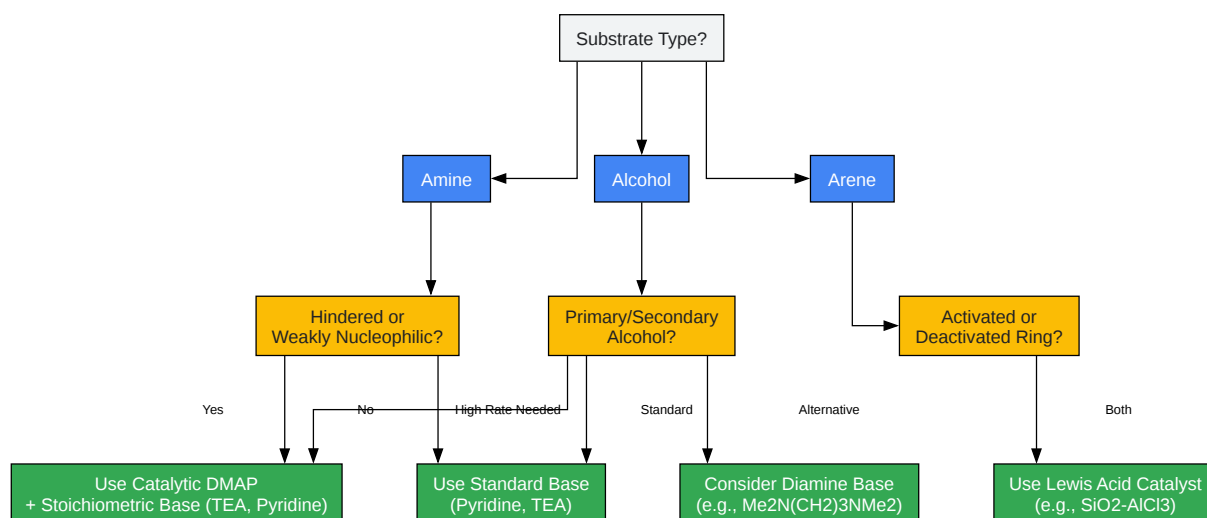 Substrate Type?
Amine
Alcohol
Arene
Hindered or
Weakly Nucleophilic?
Primary/Secondary
Alcohol?
Activated or
Deactivated Ring?
Yes
No
High Rate Needed
Standard
Alternative
Both
Use Catalytic DMAP
+ Stoichiometric Base (TEA, Pyridine)
Use Standard Base
(Pyridine, TEA)
Consider Diamine Base
(e.g., Me2N(CH2)3NMe2)
Use Lewis Acid Catalyst
(e.g., SiO2-AlCl3)